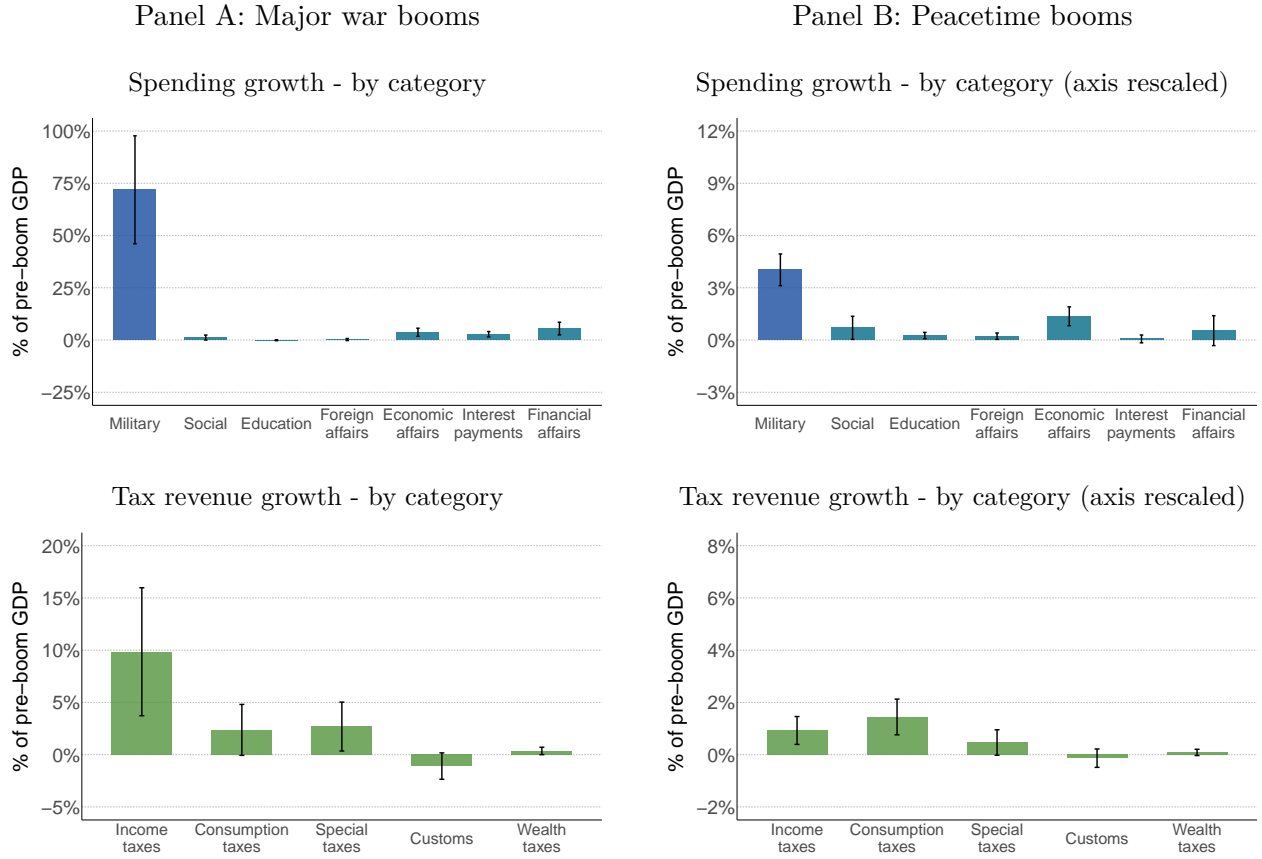 Panel A: Major war booms
Panel B: Peacetime booms
Spending growth - by category
% of pre−boom GDP
100%
75%
50%
25%
0%
−25%
Military
Social
Education
Foreign
affairs
Economic
affairs
Interest
payments
Financial
affairs
Spending growth - by category (axis rescaled)
% of pre−boom GDP
12%
9%
6%
3%
0%
−3%
Military
Social
Education
Foreign
affairs
Economic
affairs
Interest
payments
Financial
affairs
Tax revenue growth - by category
% of pre−boom GDP
20%
15%
10%
5%
0%
−5%
Income
taxes
Consumption
taxes
Special
taxes
Customs
Wealth
taxes
Tax revenue growth - by category (axis rescaled)
% of pre−boom GDP
8%
6%
4%
2%
0%
−2%
Income
taxes
Consumption
taxes
Special
taxes
Customs
Wealth
taxes